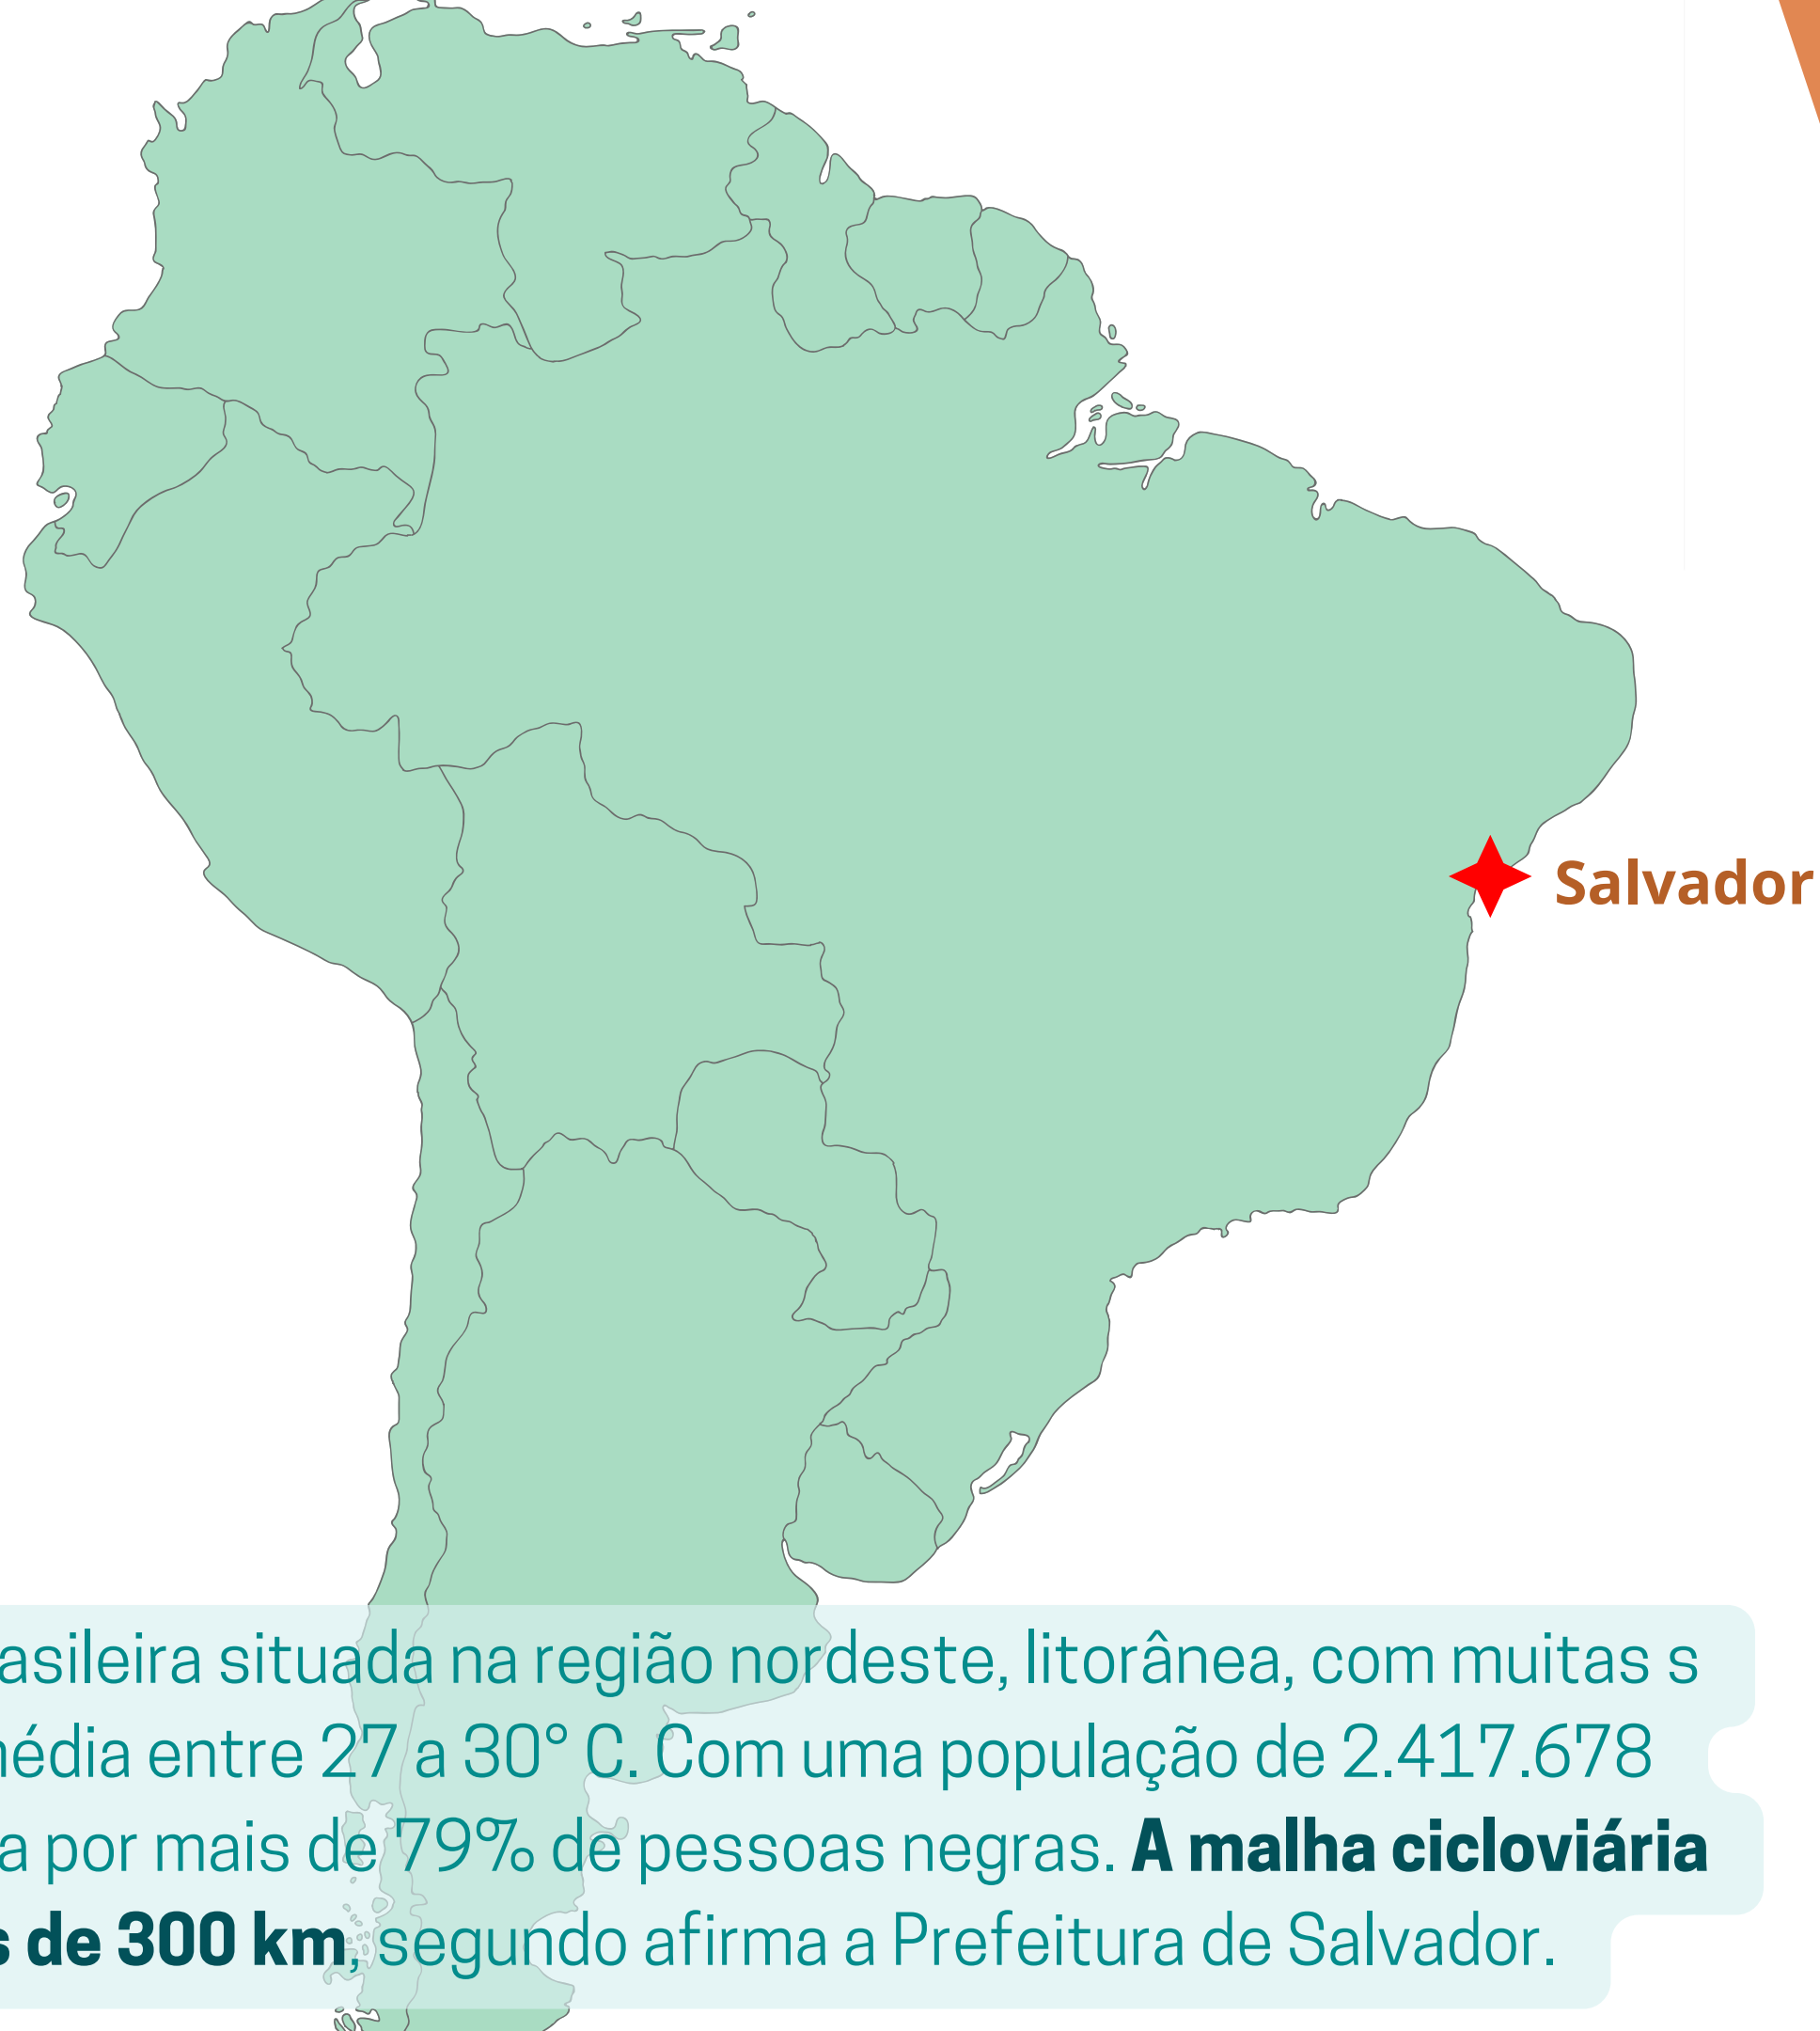 Salvador
asileira situada na região nordeste, litorânea, com muitas s
édia entre 27 a 30° C. Com uma população de 2.417.678
a por mais de 79% de pessoas negras. A malha cicloviária
s de 300 km, segundo afirma a Prefeitura de Salvador.